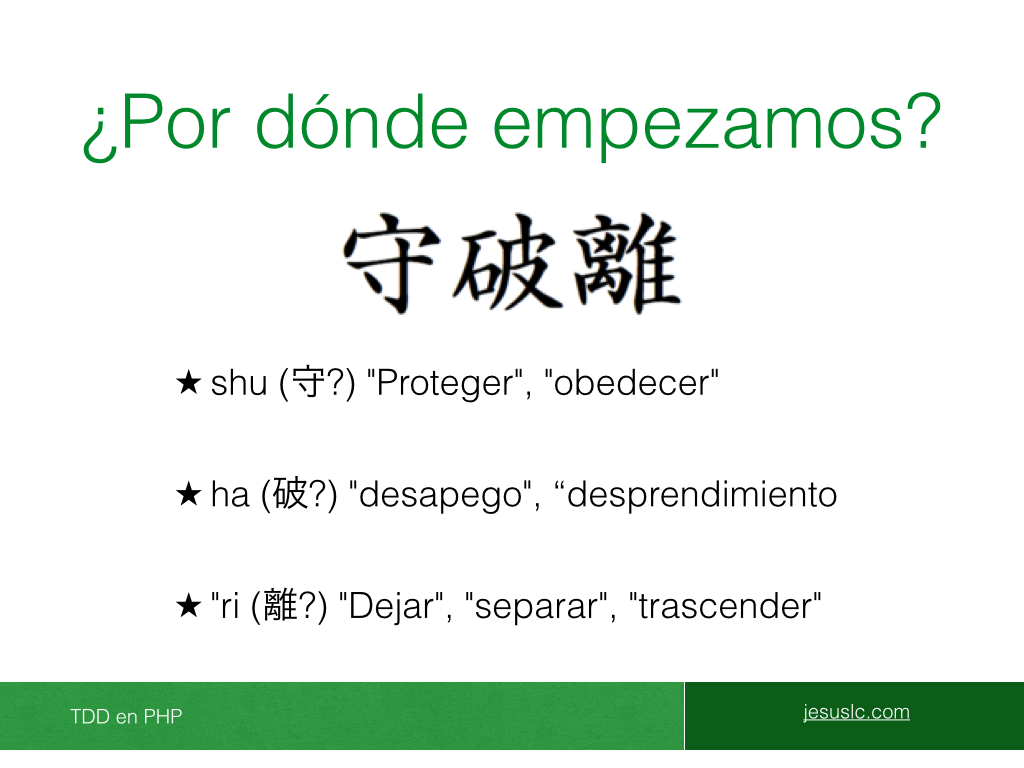 ¿Por dónde empezamos?
守破離
★ shu (守?) "Proteger", "obedecer"
★ ha (破?) "desapego", “desprendimiento
★ "ri (離?) "Dejar", "separar", "trascender"
TDD en PHP
jesuslc.com